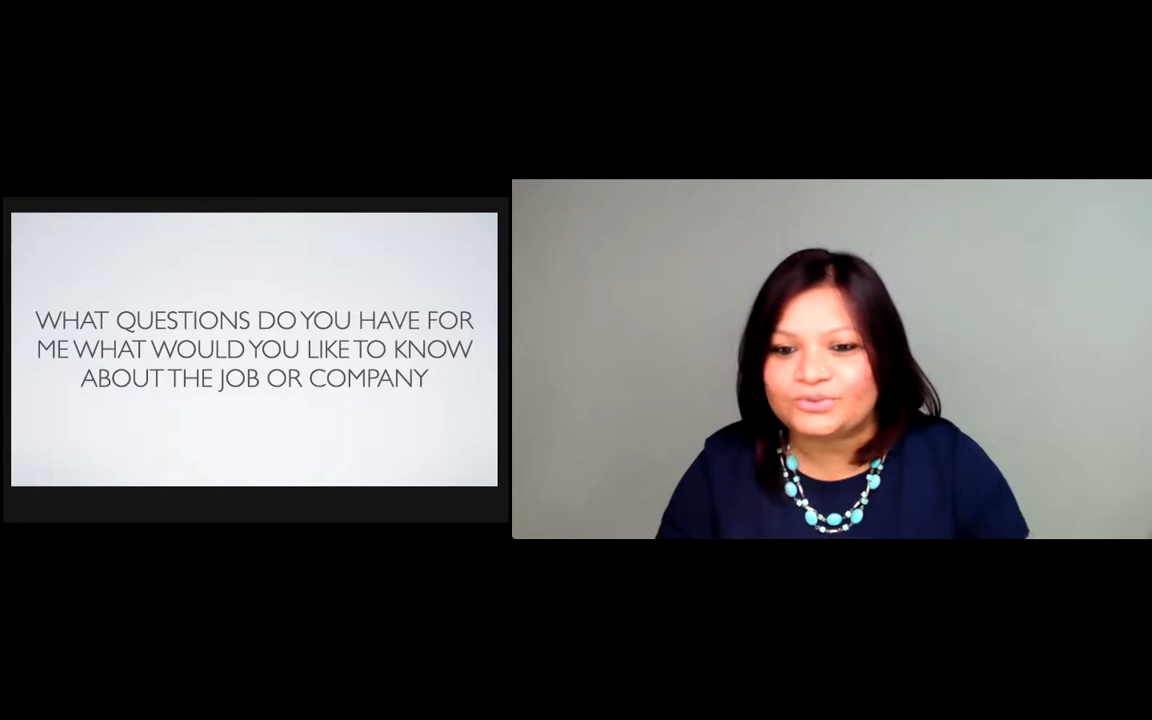 WHAT QUESTIONS DO YOU HAVE FOR
ME WHAT WOULD YOU LIKE TO KNOW
ABOUT THE JOB OR COMPANY